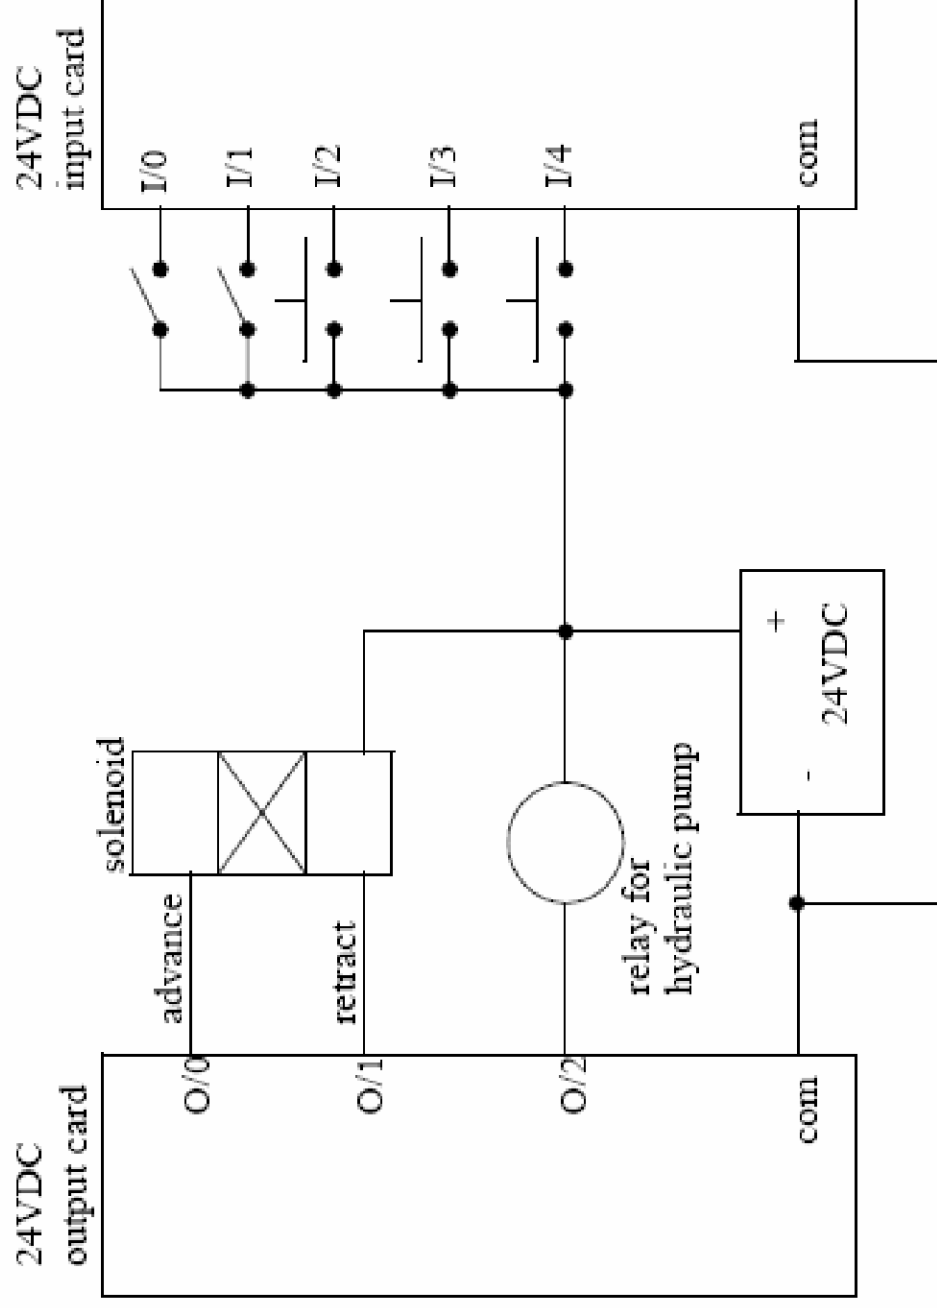 24VDC
output card
O/0
O/1
O/2
com
advance
retract
solenoid
relay for
hydraulic pump
-
+
24VDC
24VDC
input card
I/0
I/1
I/2
I/3
I/4
com